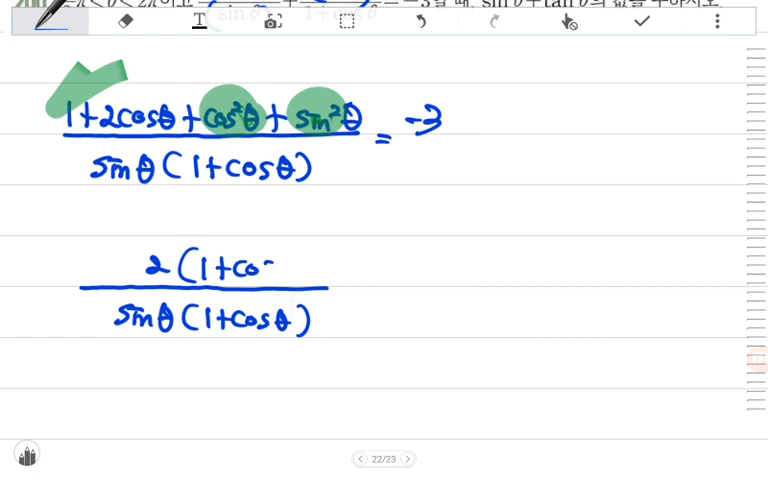 T
1+2cosθ+cos²θ+sin²θ
——— = -3
sinθ(1+cosθ)
2(1+co
sinθ(1+cosθ)
22/23